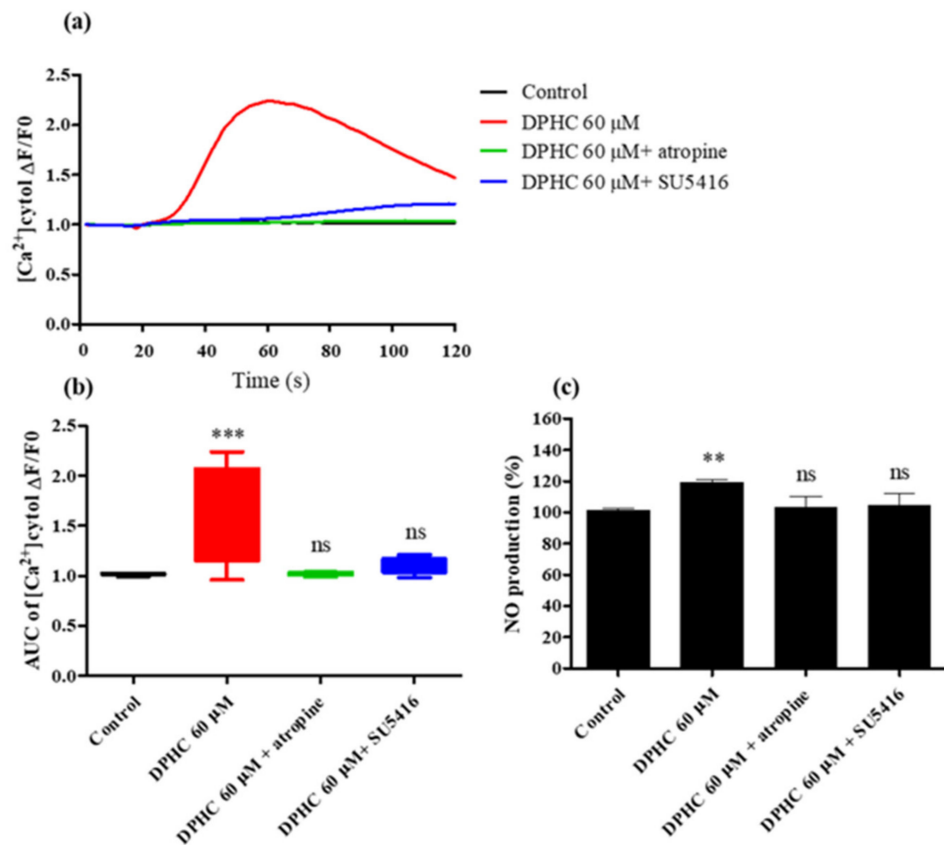 (a)
[Ca²⁺]cytol ΔF/F0
2.5
2.0
1.5
1.0
0.5
0.0
0 20 40 60 80 100 120
Time (s)
Control
DPHC 60 µM
DPHC 60 µM+ atropine
DPHC 60 µM+ SU5416
(b)
AUC of [Ca²⁺]cytol ΔF/F0
2.5
2.0
1.5
1.0
0.5
0.0
***
ns
ns
Control
DPHC 60 µM
DPHC 60 µM + atropine
DPHC 60 µM+ SU5416
(c)
NO production (%)
160
140
120
100
80
60
40
20
0
**
ns
ns
Control
DPHC 60 µM
DPHC 60 µM + atropine
DPHC 60 µM + SU5416